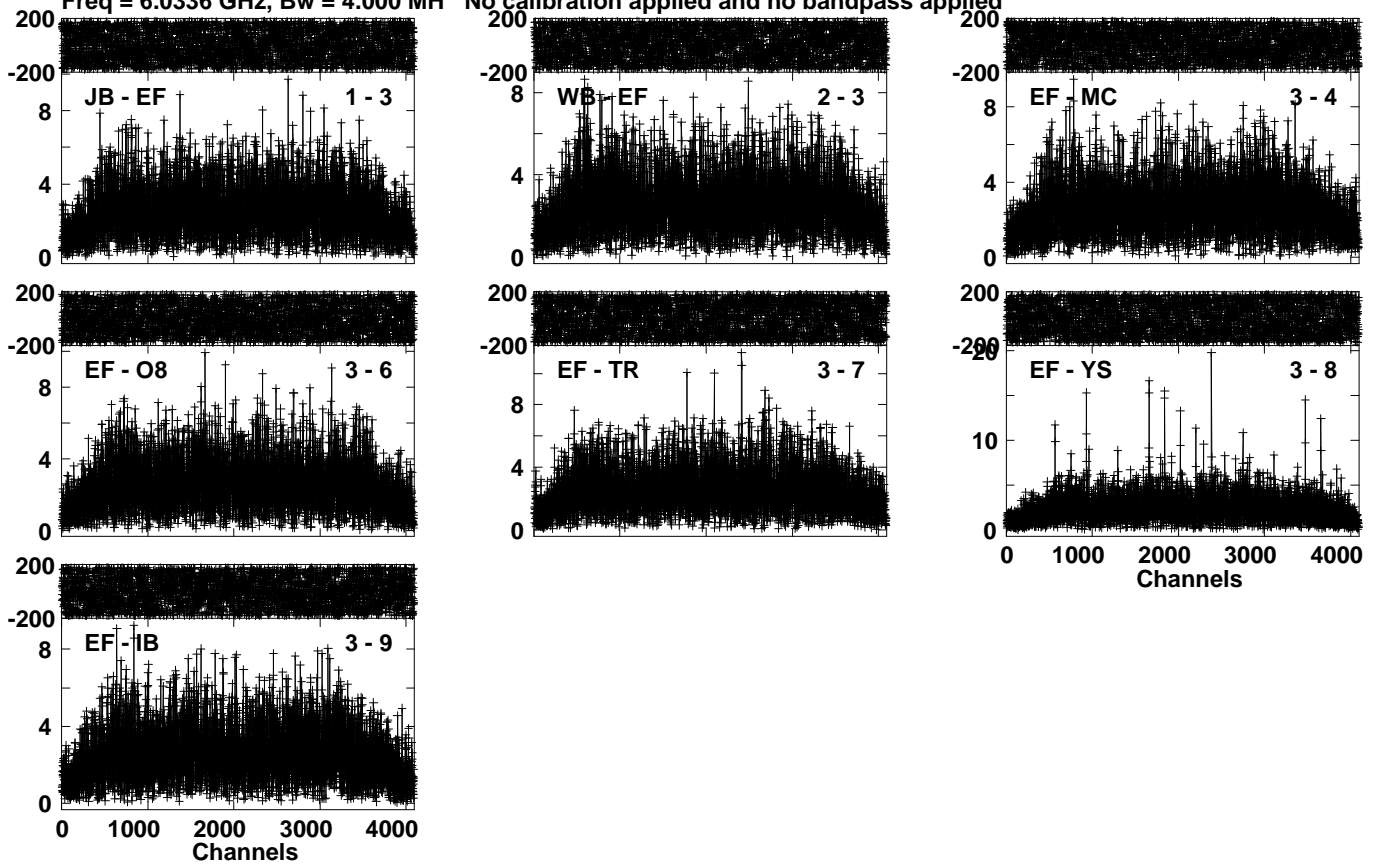 Freq = 6.0336 GHz, Bw = 4.000 MH No calibration applied and no bandpass applied
200 200 200
-200 -200 -200
JB - EF 1 - 3 WB - EF 2 - 3 EF - MC 3 - 4
8 8 8
4 4 4
0 0 0
200 200 200
-200 -200 -200
20
EF - O8 3 - 6 EF - TR 3 - 7 EF - YS 3 - 8
8 8 10
4 4
0 0 0
0 1000 2000 3000 4000
Channels
200
-200
EF - IB 3 - 9
8
4
0
0 1000 2000 3000 4000
Channels